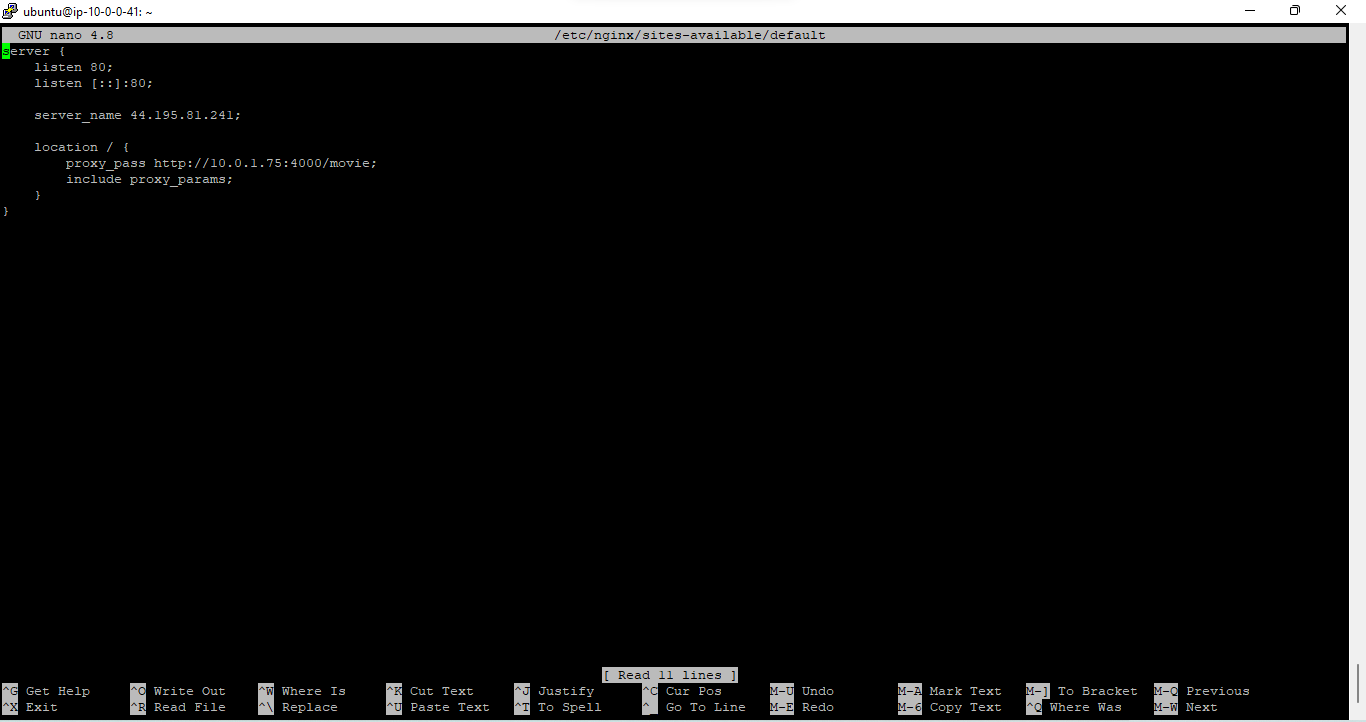 ubuntu@ip-10-0-0-41: ~
GNU nano 4.8 /etc/nginx/sites-available/default
server {
    listen 80;
    listen [::]:80;

    server_name 44.195.81.241;

    location / {
        proxy_pass http://10.0.1.75:4000/movie;
        include proxy_params;
    }
}
[ Read 11 lines ]
^G Get Help ^O Write Out ^W Where Is ^K Cut Text ^J Justify ^C Cur Pos M-U Undo M-A Mark Text M-] To Bracket M-Q Previous
^X Exit ^R Read File ^\ Replace ^U Paste Text ^T To Spell ^_ Go To Line M-E Redo M-6 Copy Text ^Q Where Was M-W Next